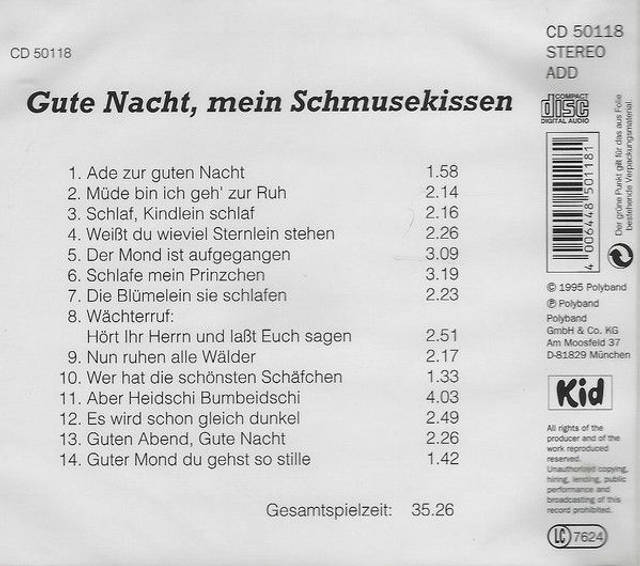 CD 50118
Gute Nacht, mein Schmusekissen
1. Ade zur guten Nacht 1.58
2. Müde bin ich geh' zur Ruh 2.14
3. Schlaf, Kindlein schlaf 2.16
4. Weißt du wieviel Sternlein stehen 2.26
5. Der Mond ist aufgegangen 3.09
6. Schlafe mein Prinzchen 3.19
7. Die Blümelein sie schlafen 2.23
8. Wächterruf:
Hört Ihr Herrn und laßt Euch sagen 2.51
9. Nun ruhen alle Wälder 2.17
10. Wer hat die schönsten Schäfchen 1.33
11. Aber Heidschi Bumbeidschi 4.03
12. Es wird schon gleich dunkel 2.49
13. Guten Abend, Gute Nacht 2.26
14. Guter Mond du gehst so stille 1.42
Gesamtspielzeit: 35.26
CD 50118
STEREO
ADD
COMPACT
disc
DIGITAL AUDIO
4 006448 501181
Der grüne Punkt gilt für das aus Folie
bestehende Verpackungsmaterial.
© 1995 Polyband
℗ Polyband
Polyband
GmbH & Co. KG
Am Moosfeld 37
D-81829 München
Kid
All rights of the
producer and of the
work reproduced
reserved.
Unauthorized copying,
hiring, lending, public
performance and
broadcasting of this
record prohibited.
LC 7624